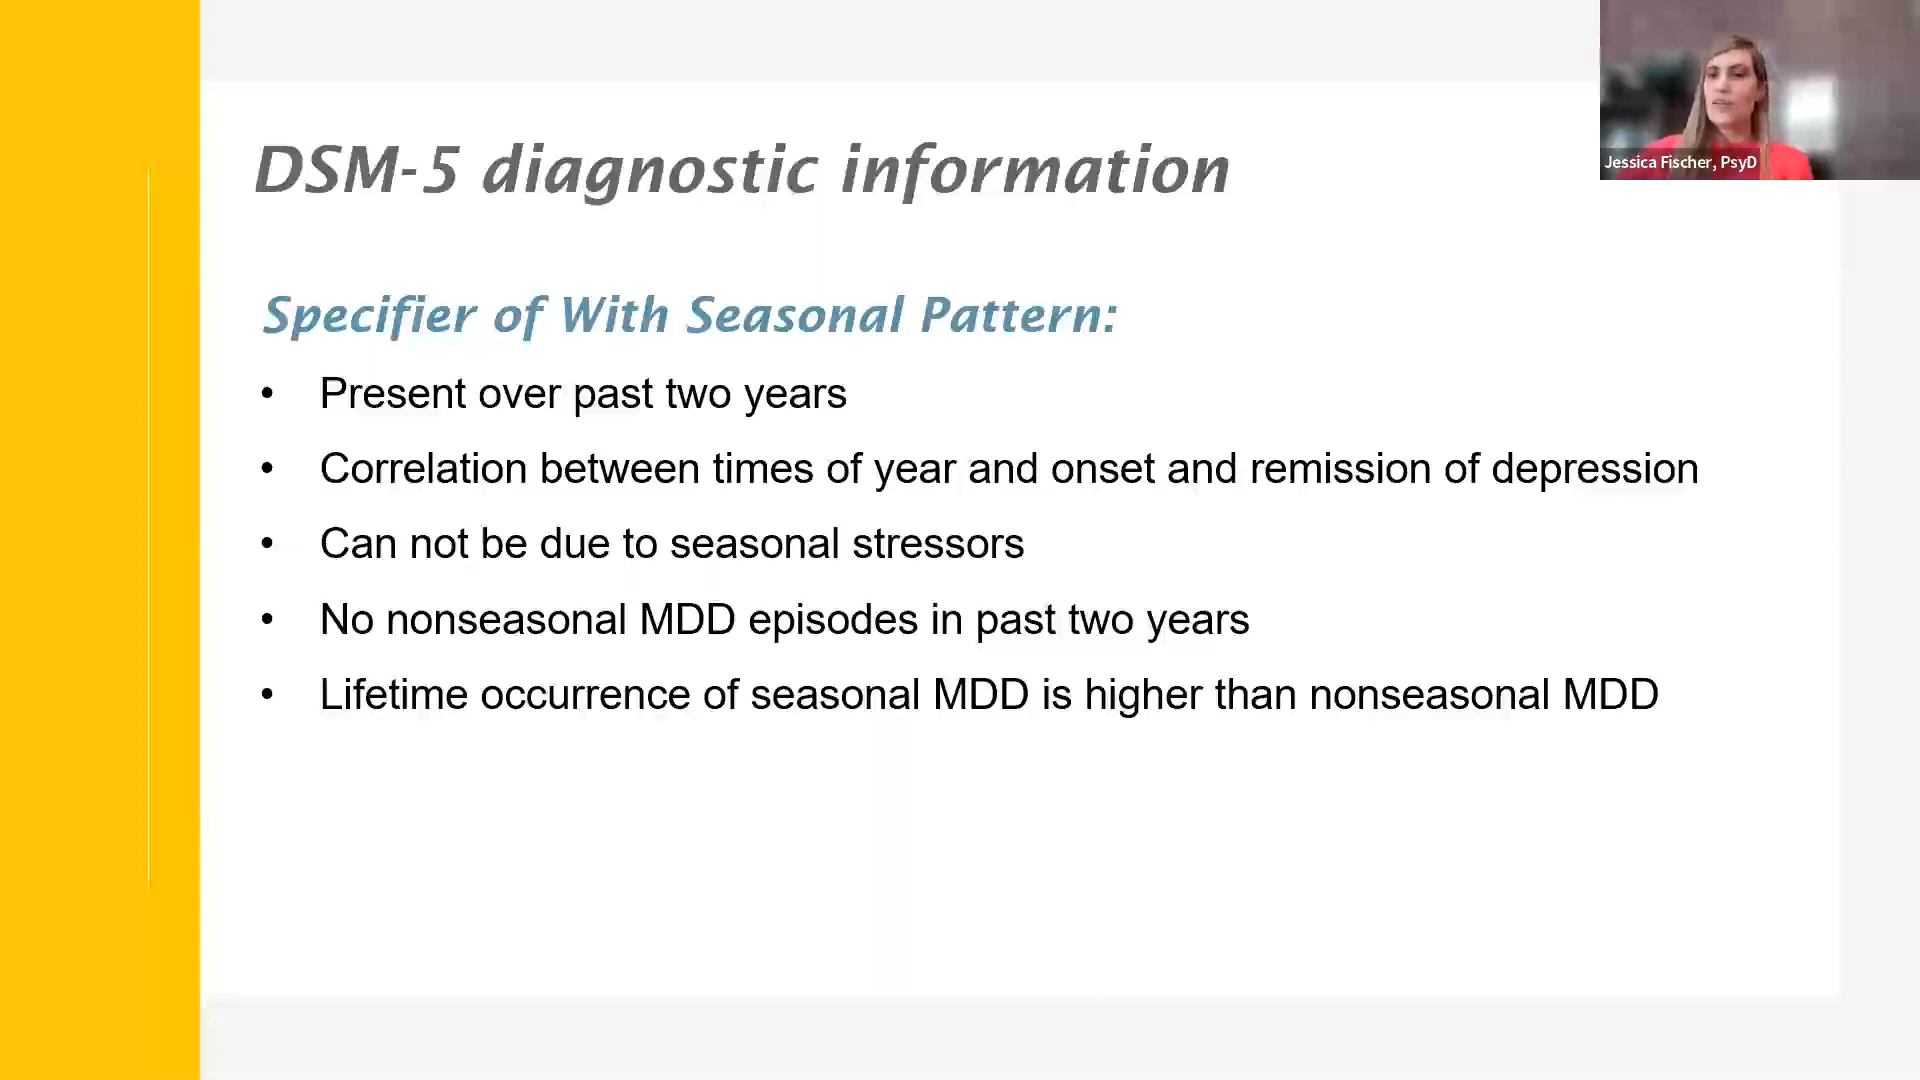 DSM-5 diagnostic information
Jessica Fischer, PsyD
Specifier of With Seasonal Pattern:
• Present over past two years
• Correlation between times of year and onset and remission of depression
• Can not be due to seasonal stressors
• No nonseasonal MDD episodes in past two years
• Lifetime occurrence of seasonal MDD is higher than nonseasonal MDD